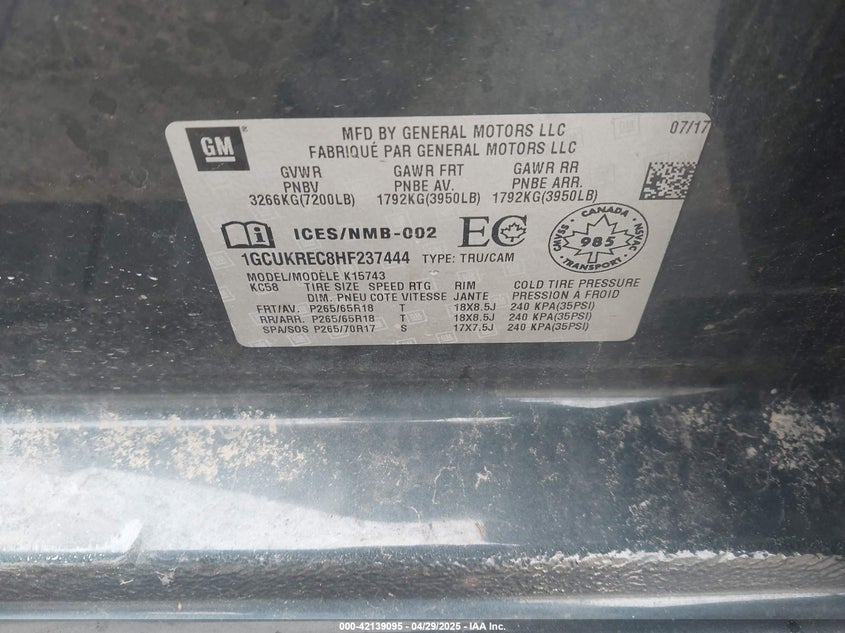 GM
MFD BY GENERAL MOTORS LLC
07/17
FABRIQUÉ PAR GENERAL MOTORS LLC
GVWR GAWR FRT GAWR RR
PNBV PNBE AV. PNBE ARR.
3266KG(7200LB) 1792KG(3950LB) 1792KG(3950LB)
i ICES/NMB-002 EC
CANADA
CMVSS 985 NSVAC
TRANSPORT
1GCUKREC8HF237444 TYPE: TRU/CAM
MODEL/MODÈLE K15743
KC58 TIRE SIZE SPEED RTG RIM COLD TIRE PRESSURE
DIM. PNEU COTE VITESSE JANTE PRESSION A FROID
FRT/AV. P265/65R18 T 18X8.5J 240 KPA(35PSI)
RR/ARR. P265/65R18 T 18X8.5J 240 KPA(35PSI)
SPA/SOS P265/70R17 S 17X7.5J 240 KPA(35PSI)
000-42139095 04/29/2025 - IAA Inc.